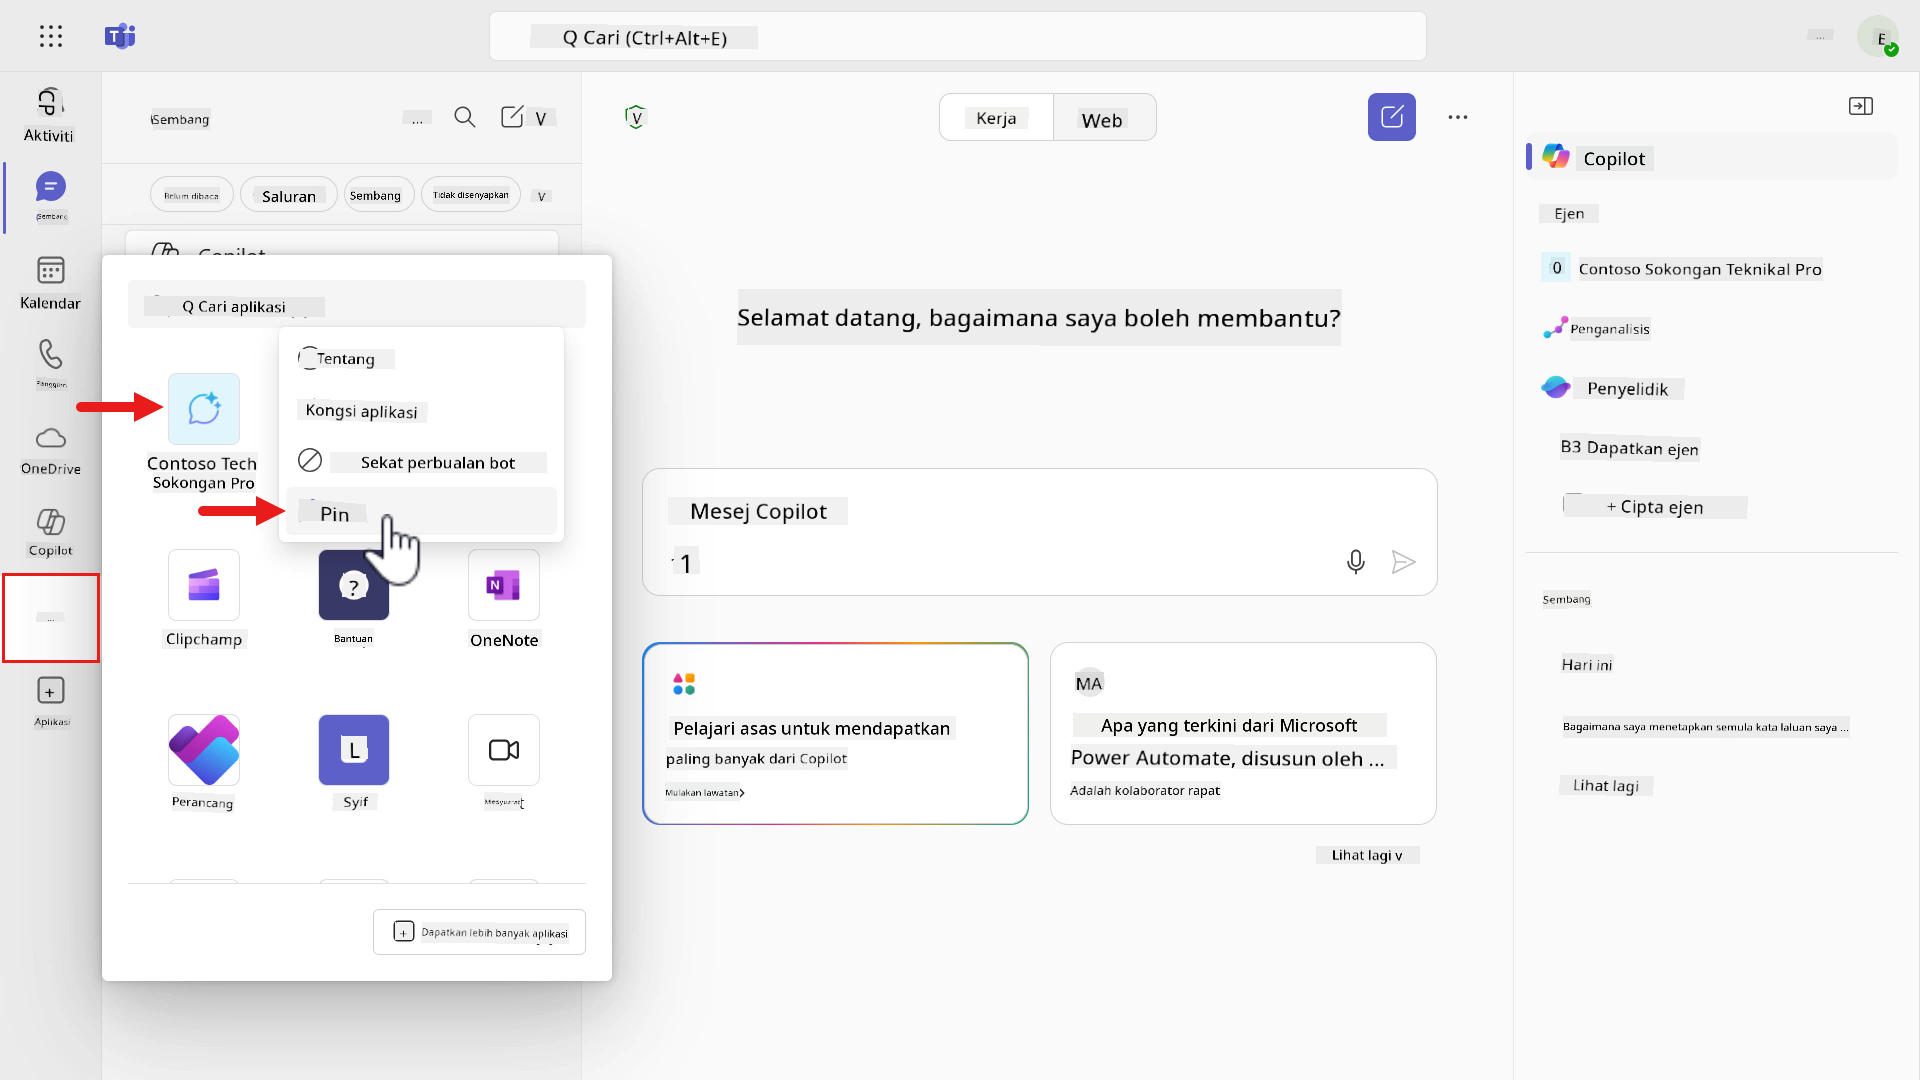 Q Cari (Ctrl+Alt+E)
...
E
Aktiviti
Sembang
Kalendar
Panggilan
OneDrive
Copilot
...
Aplikasi
Sembang
...
V
Belum dibaca
Saluran
Sembang
Tidak disenyapkan
V
Copilot
Q Cari aplikasi
Tentang
Kongsi aplikasi
Sekat perbualan bot
Pin
Contoso Tech
Sokongan Pro
Clipchamp
Bantuan
OneNote
Perancang
L
Syif
Mesyuarat
Dapatkan lebih banyak aplikasi
V
Kerja
Web
Selamat datang, bagaimana saya boleh membantu?
Mesej Copilot
1
Pelajari asas untuk mendapatkan
paling banyak dari Copilot
Mulakan lawatan>
MA
Apa yang terkini dari Microsoft
Power Automate, disusun oleh ...
Adalah kolaborator rapat
Lihat lagi v
Copilot
Ejen
0
Contoso Sokongan Teknikal Pro
Penganalisis
Penyelidik
B3 Dapatkan ejen
+ Cipta ejen
Sembang
Hari ini
Bagaimana saya menetapkan semula kata laluan saya ...
Lihat lagi